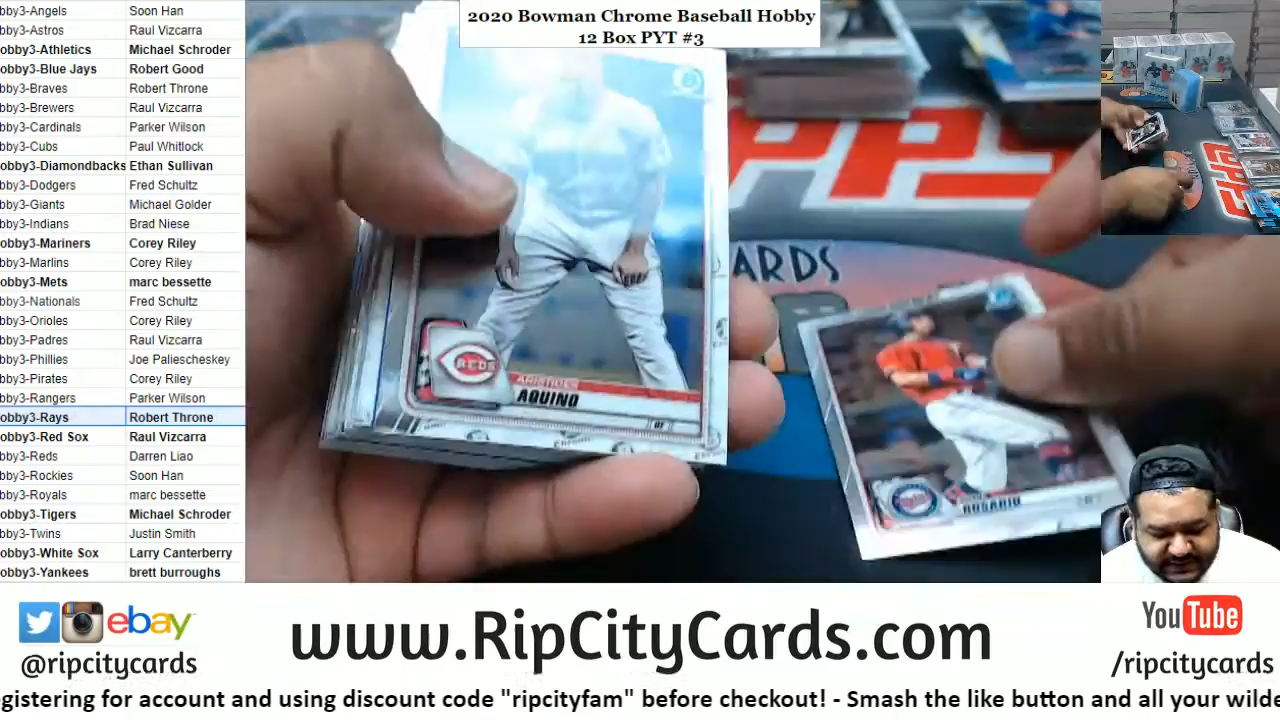 2020 Bowman Chrome Baseball Hobby
12 Box PYT #3
bby3-Angels Soon Han
bby3-Astros Raul Vizcarra
obby3-Athletics Michael Schroder
obby3-Blue Jays Robert Good
bby3-Braves Robert Throne
bby3-Brewers Raul Vizcarra
bby3-Cardinals Parker Wilson
bby3-Cubs Paul Whitlock
obby3-Diamondbacks Ethan Sullivan
bby3-Dodgers Fred Schultz
bby3-Giants Michael Golder
bby3-Indians Brad Niese
obby3-Mariners Corey Riley
bby3-Marlins Corey Riley
obby3-Mets marc bessette
bby3-Nationals Fred Schultz
bby3-Orioles Corey Riley
bby3-Padres Raul Vizcarra
bby3-Phillies Joe Paliescheskey
bby3-Pirates Corey Riley
bby3-Rangers Parker Wilson
obby3-Rays Robert Throne
obby3-Red Sox Raul Vizcarra
bby3-Reds Darren Liao
bby3-Rockies Soon Han
bby3-Royals marc bessette
obby3-Tigers Michael Schroder
bby3-Twins Justin Smith
obby3-White Sox Larry Canterberry
obby3-Yankees brett burroughs
PPS
ARDS
REDS
ARISTIDES
AQUINO
OF
ROSARIO
ebay
@ripcitycards
www.RipCityCards.com
YouTube
/ripcitycards
gistering for account and using discount code "ripcityfam" before checkout! - Smash the like button and all your wilde